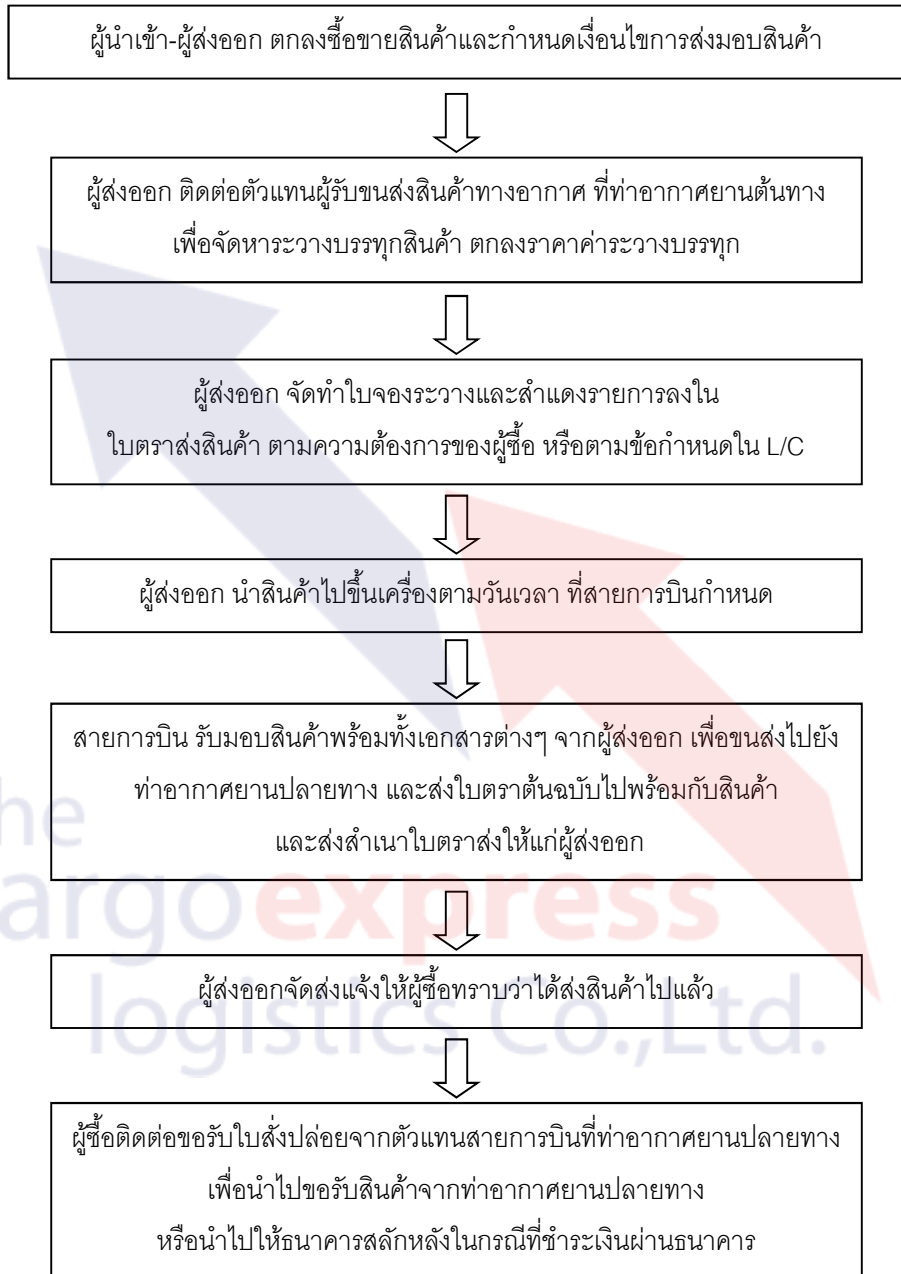 ผู้นำเข้า-ผู้ส่งออก ตกลงซื้อขายสินค้าและกำหนดเงื่อนไขการส่งมอบสินค้า
ผู้ส่งออก ติดต่อตัวแทนผู้รับขนส่งสินค้าทางอากาศ ที่ท่าอากาศยานต้นทาง
เพื่อจัดหาระวางบรรทุกสินค้า ตกลงราคาค่าระวางบรรทุก
ผู้ส่งออก จัดทำใบจองระวางและสำแดงรายการลงใน
ใบตราส่งสินค้า ตามความต้องการของผู้ซื้อ หรือตามข้อกำหนดใน L/C
ผู้ส่งออก นำสินค้าไปขึ้นเครื่องตามวันเวลา ที่สายการบินกำหนด
สายการบิน รับมอบสินค้าพร้อมทั้งเอกสารต่างๆ จากผู้ส่งออก เพื่อขนส่งไปยัง
ท่าอากาศยานปลายทาง และส่งใบตราต้นฉบับไปพร้อมกับสินค้า
และส่งสำเนาใบตราส่งให้แก่ผู้ส่งออก
he
argoexpress
ผู้ส่งออกจัดส่งแจ้งให้ผู้ซื้อทราบว่าได้ส่งสินค้าไปแล้ว
logistics Co.,Ltd.
ผู้ซื้อติดต่อขอรับใบสั่งปล่อยจากตัวแทนสายการบินที่ท่าอากาศยานปลายทาง
เพื่อนำไปขอรับสินค้าจากท่าอากาศยานปลายทาง
หรือนำไปให้ธนาคารสลักหลังในกรณีที่ชำระเงินผ่านธนาคาร